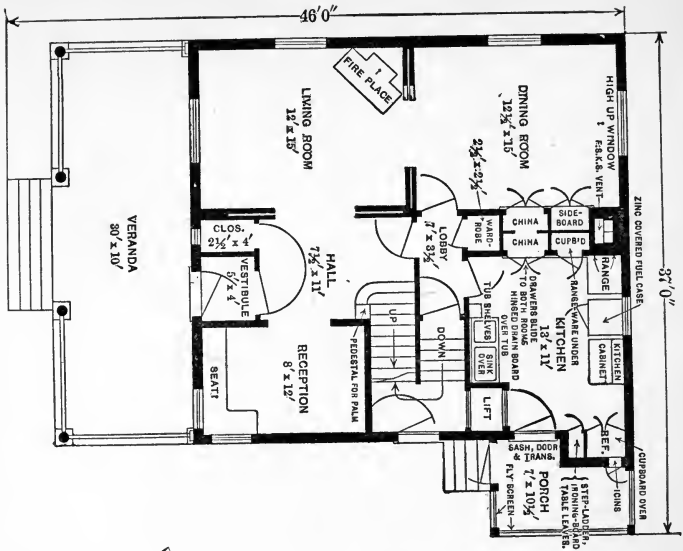 46'0"
37'0"
FIRE PLACE
LIVING ROOM
12' x 15'
DINING ROOM
12½' x 15'
HIGH UP WINDOW
VENT
ZINC COVERED FUEL CASE
2½' x 2½'
WARD-
ROBE
CHINA
CHINA
SIDE-
BOARD
CUPB'D
RANGE
LOBBY
7' x 3½'
CLOS.
2½' x 4'
VESTIBULE
5' x 4'
HALL
7½' x 11'
VERANDA
30' x 10'
RANGEWARE UNDER
DRAWERS SLIDE
TO BOTH ROOMS
HINGED DRAIN BOARD
OVER TUB
KITCHEN
13' x 11'
KITCHEN
CABINET
TUB SHELVES
SINK
OVER
UP
DOWN
PEDESTAL FOR PALM
RECEPTION
8' x 12'
SEAT
LIFT
REF.
CUPBOARD OVER
ICING
SASH, DOOR
& TRANS.
PORCH
7' x 10½'
FLY SCREEN
STEP-LADDER,
IRONING-BOARD
TABLE LEAVES.